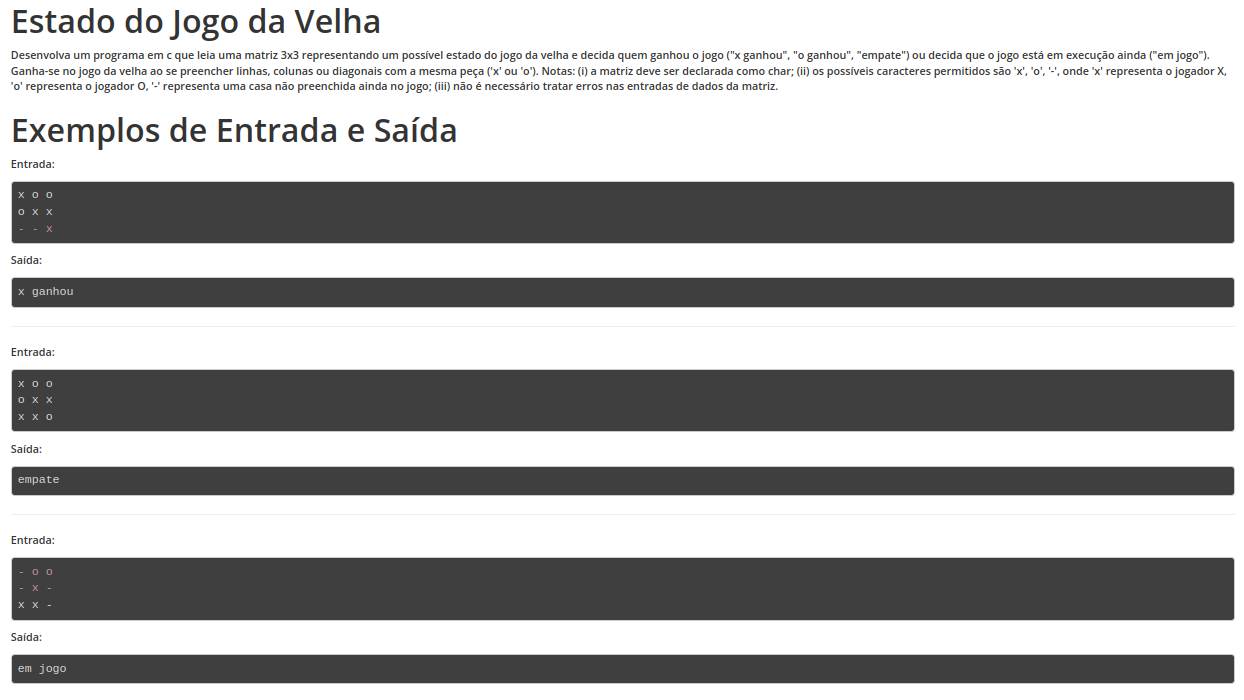 Estado do Jogo da Velha
Desenvolva um programa em c que leia uma matriz 3x3 representando um possível estado do jogo da velha e decida quem ganhou o jogo ("x ganhou", "o ganhou", "empate") ou decida que o jogo está em execução ainda ("em jogo").
Ganha-se no jogo da velha ao se preencher linhas, colunas ou diagonais com a mesma peça ('x' ou 'o'). Notas: (i) a matriz deve ser declarada como char; (ii) os possíveis caracteres permitidos são 'x', 'o', '-', onde 'x' representa o jogador X,
'o' representa o jogador O, '-' representa uma casa não preenchida ainda no jogo; (iii) não é necessário tratar erros nas entradas de dados da matriz.
Exemplos de Entrada e Saída
Entrada:
x o o
o x x
- - x
Saída:
x ganhou
Entrada:
x o o
o x x
x x o
Saída:
empate
Entrada:
- o o
- x -
x x -
Saída:
em jogo